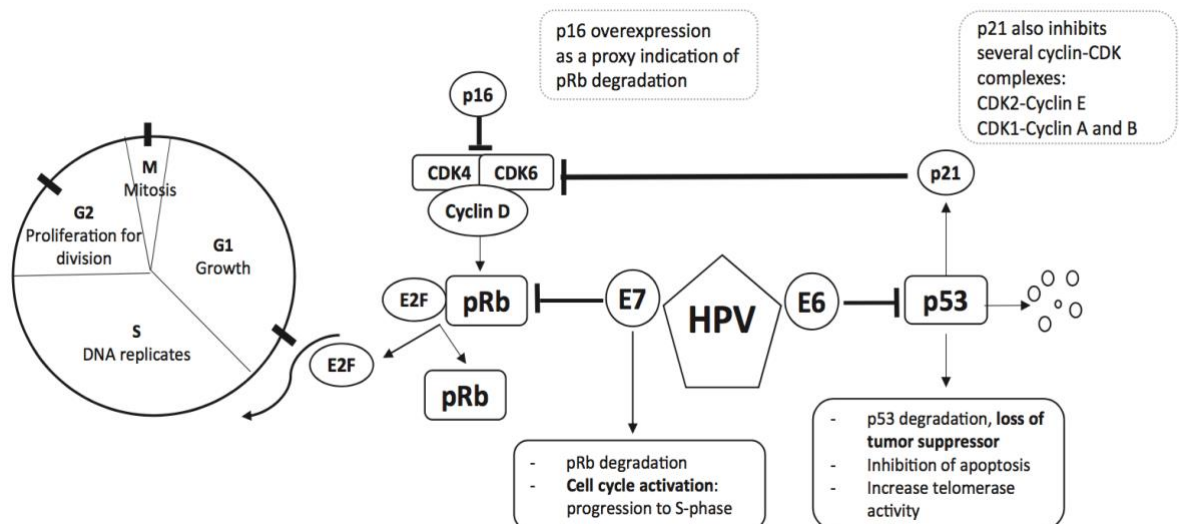 p16 overexpression
as a proxy indication of
pRb degradation
p21 also inhibits
several cyclin-CDK
complexes:
CDK2-Cyclin E
CDK1-Cyclin A and B
p16
CDK4
CDK6
Cyclin D
p21
M
Mitosis
G2
Proliferation for
division
G1
Growth
S
DNA replicates
E2F
pRb
E7
HPV
E6
p53
E2F
pRb
- pRb degradation
- Cell cycle activation:
progression to S-phase
- p53 degradation, loss of
tumor suppressor
- Inhibition of apoptosis
- Increase telomerase
activity